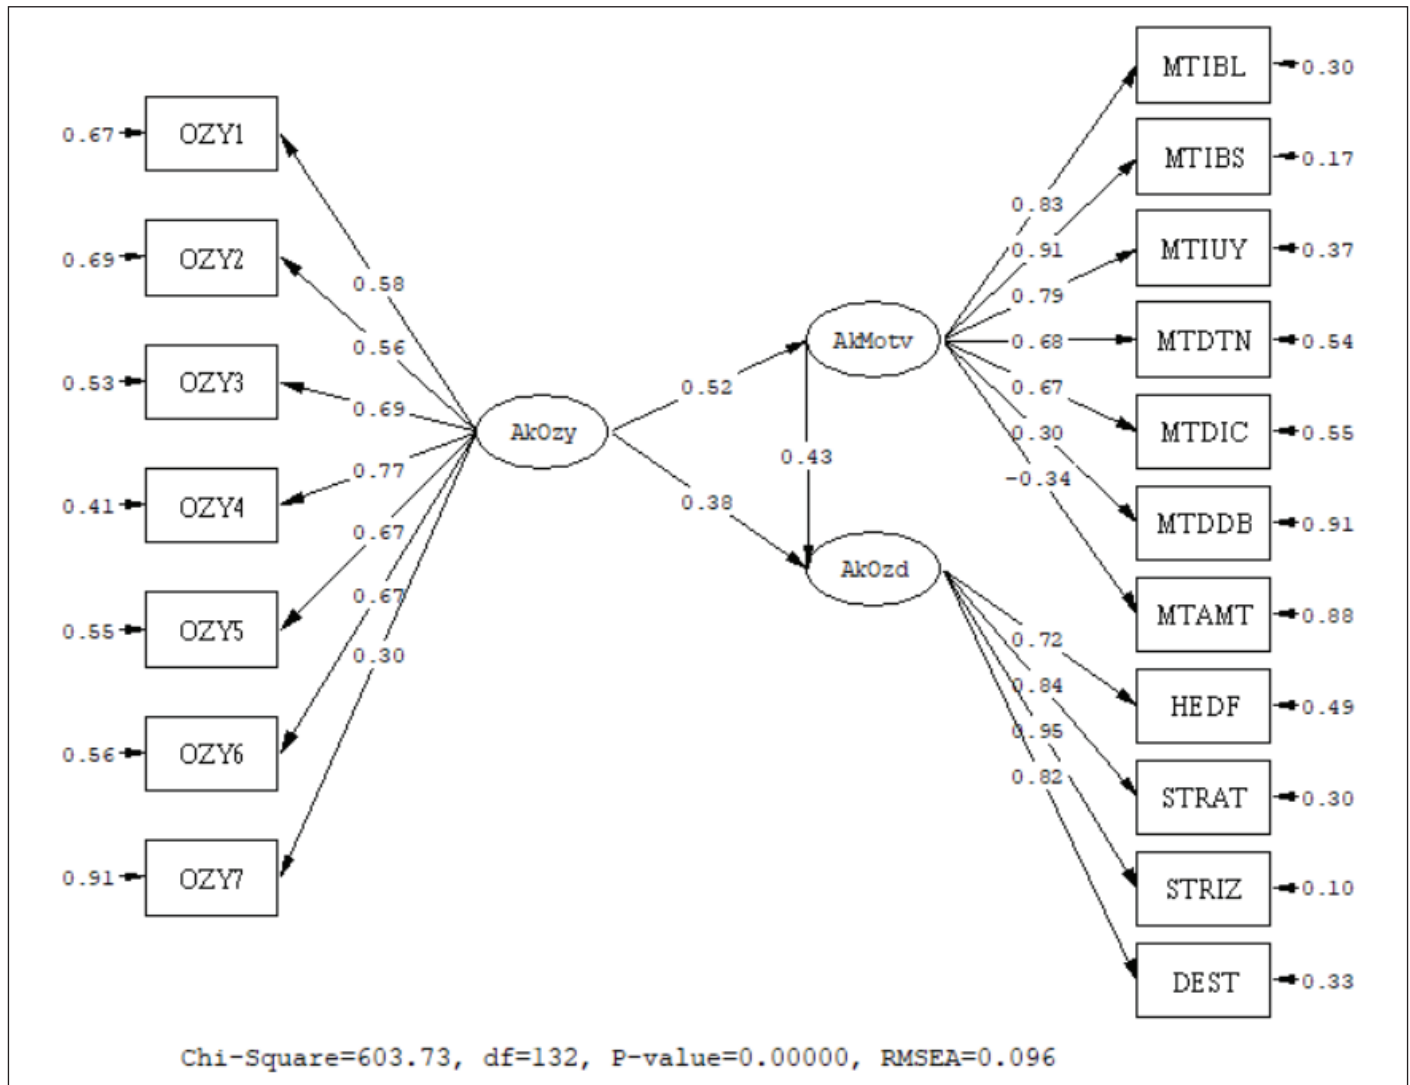 MTIBL
0.30
OZY1
0.67
MTIBS
0.17
0.83
OZY2
0.69
0.91
MTIUY
0.37
0.58
0.79
AkMotv
0.68
MTDTN
0.54
0.56
OZY3
0.53
0.52
0.67
0.69
AkOzy
0.30
MTDIC
0.55
0.43
0.77
-0.34
OZY4
0.41
0.38
MTDDB
0.91
0.67
AkOzd
0.67
MTAMT
0.88
OZY5
0.55
0.72
0.30
0.84
HEDF
0.49
0.95
OZY6
0.56
0.82
STRAT
0.30
OZY7
0.91
STRIZ
0.10
DEST
0.33
Chi-Square=603.73, df=132, P-value=0.00000, RMSEA=0.096